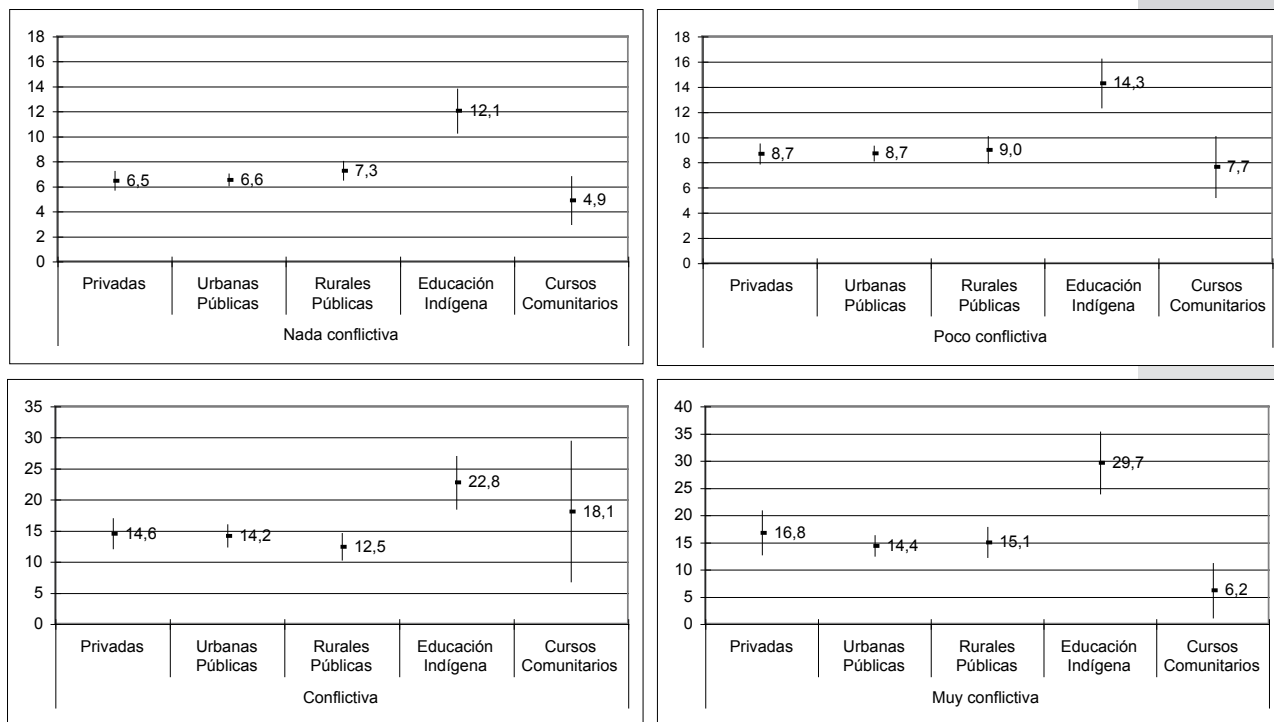 18
16
14
12
10
8
6
4
2
0
6,5
6,6
7,3
12,1
4,9
Privadas
Urbanas
Públicas
Rurales
Públicas
Educación
Indígena
Cursos
Comunitarios
Nada conflictiva
18
16
14
12
10
8
6
4
2
0
8,7
8,7
9,0
14,3
7,7
Privadas
Urbanas
Públicas
Rurales
Públicas
Educación
Indígena
Cursos
Comunitarios
Poco conflictiva
35
30
25
20
15
10
5
0
14,6
14,2
12,5
22,8
18,1
Privadas
Urbanas
Públicas
Rurales
Públicas
Educación
Indígena
Cursos
Comunitarios
Conflictiva
40
35
30
25
20
15
10
5
0
16,8
14,4
15,1
29,7
6,2
Privadas
Urbanas
Públicas
Rurales
Públicas
Educación
Indígena
Cursos
Comunitarios
Muy conflictiva